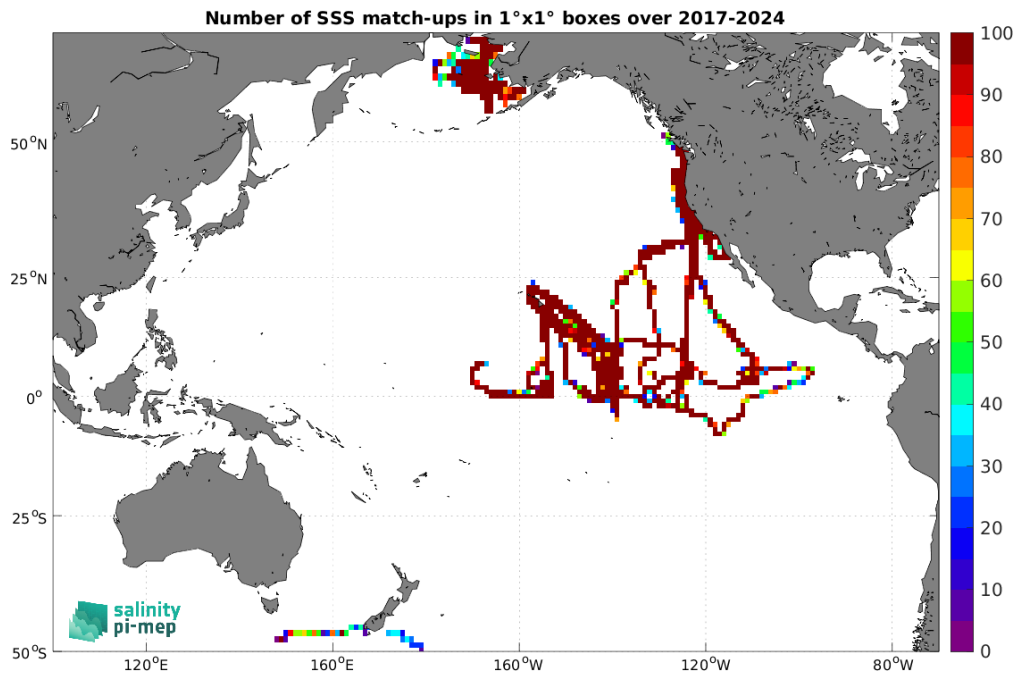 Number of SSS match-ups in 1°x1° boxes over 2017-2024
100
90
80
70
60
50
40
30
20
10
0
50°N
25°N
0°
25°S
50°S
salinity
pi-mep
120°E
160°E
160°W
120°W
80°W